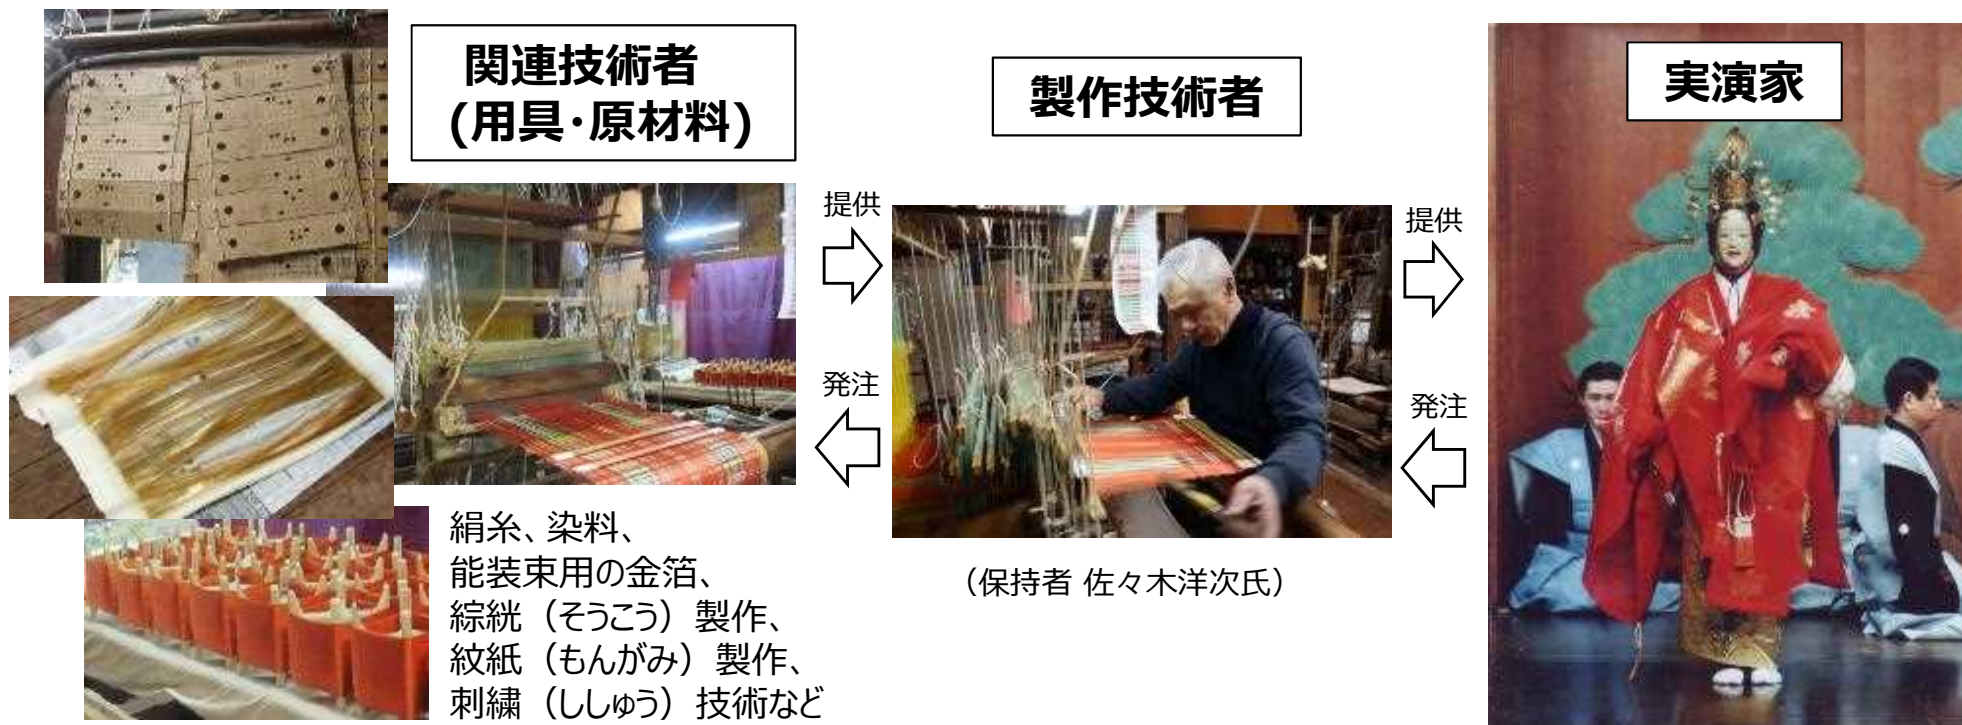 関連技術者
(用具・原材料)
製作技術者
実演家
提供
発注
提供
発注
絹糸、染料、
能装束用の金箔、
綜絖（そうこう）製作、
紋紙（もんがみ）製作、
刺繍（ししゅう）技術など
（保持者 佐々木洋次氏）